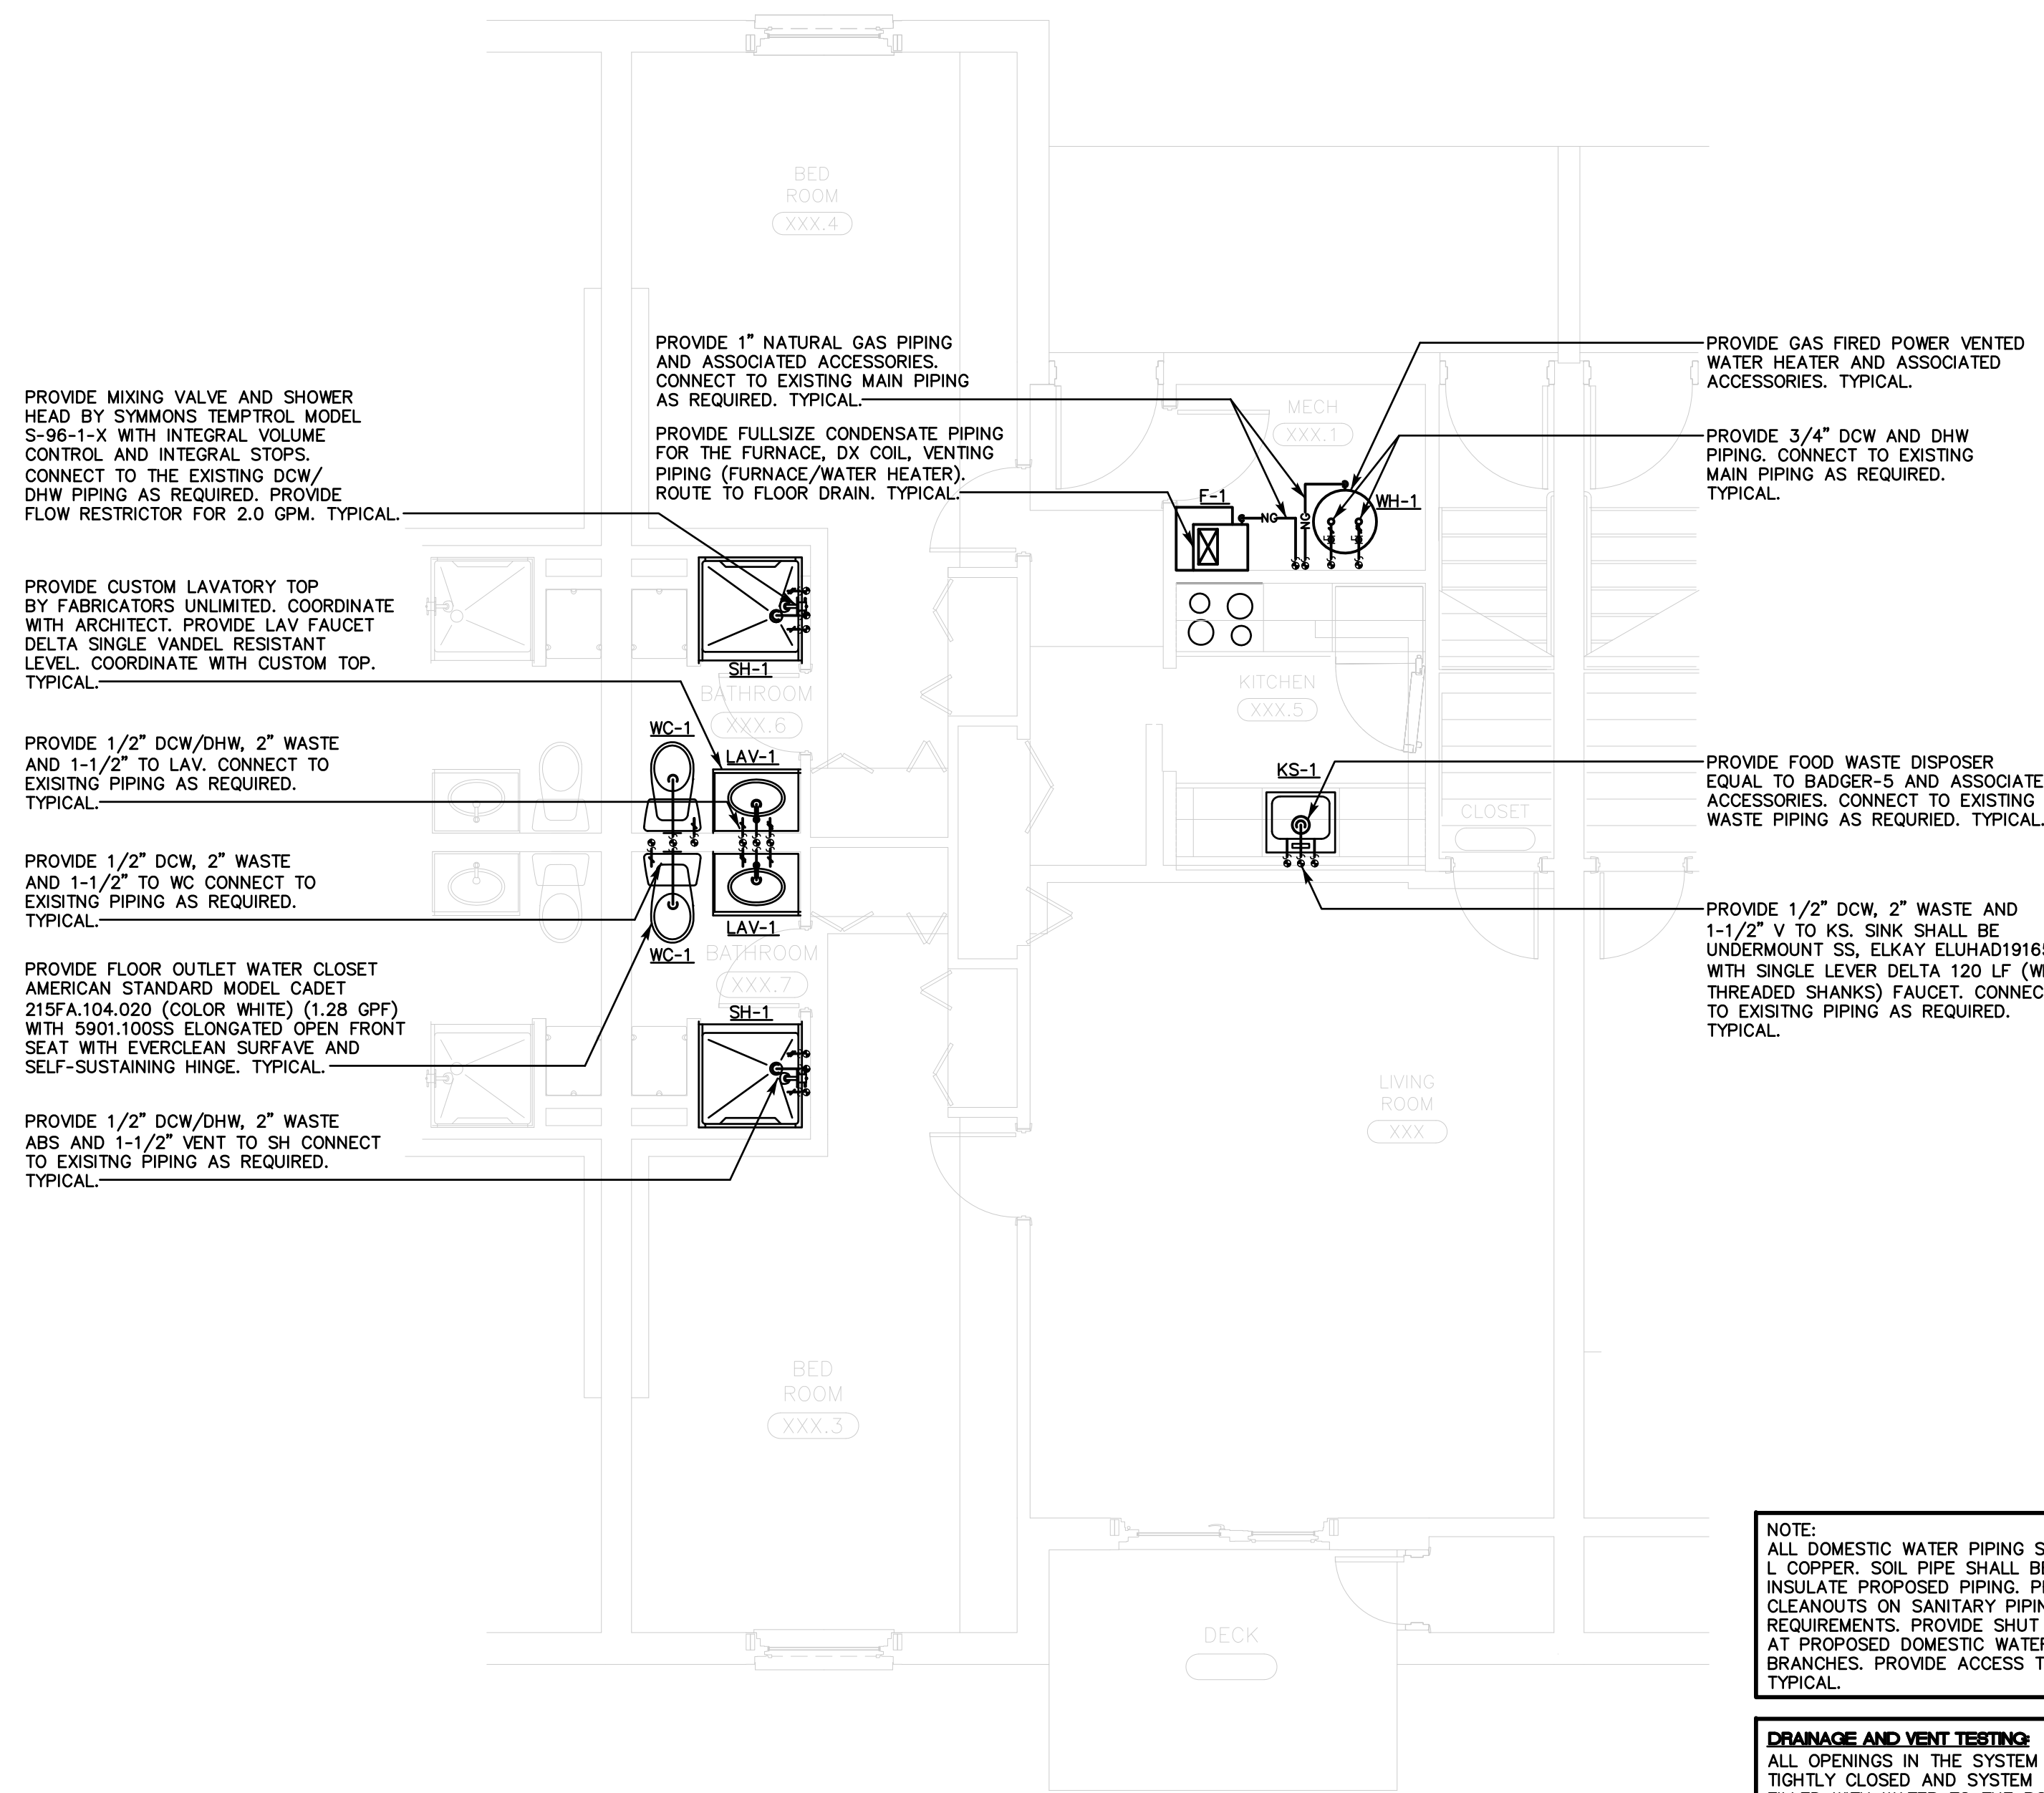 BED
ROOM
XXX.4
PROVIDE 1" NATURAL GAS PIPING
AND ASSOCIATED ACCESSORIES.
CONNECT TO EXISTING MAIN PIPING
AS REQUIRED. TYPICAL.
PROVIDE FULLSIZE CONDENSATE PIPING
FOR THE FURNACE, DX COIL, VENTING
PIPING (FURNACE/WATER HEATER).
ROUTE TO FLOOR DRAIN. TYPICAL.
PROVIDE GAS FIRED POWER VENTED
WATER HEATER AND ASSOCIATED
ACCESSORIES. TYPICAL.
PROVIDE 3/4" DCW AND DHW
PIPING. CONNECT TO EXISTING
MAIN PIPING AS REQUIRED.
TYPICAL.
MECH
XXX.1
F-1
WH-1
NG
NG
PROVIDE MIXING VALVE AND SHOWER
HEAD BY SYMMONS TEMPTROL MODEL
S-96-1-X WITH INTEGRAL VOLUME
CONTROL AND INTEGRAL STOPS.
CONNECT TO THE EXISTING DCW/
DHW PIPING AS REQUIRED. PROVIDE
FLOW RESTRICTOR FOR 2.0 GPM. TYPICAL.
PROVIDE CUSTOM LAVATORY TOP
BY FABRICATORS UNLIMITED. COORDINATE
WITH ARCHITECT. PROVIDE LAV FAUCET
DELTA SINGLE VANDEL RESISTANT
LEVEL. COORDINATE WITH CUSTOM TOP.
TYPICAL.
SH-1
BATHROOM
XXX.6
WC-1
LAV-1
KITCHEN
XXX.5
KS-1
CLOSET
PROVIDE 1/2" DCW/DHW, 2" WASTE
AND 1-1/2" TO LAV. CONNECT TO
EXISITNG PIPING AS REQUIRED.
TYPICAL.
PROVIDE 1/2" DCW, 2" WASTE
AND 1-1/2" TO WC CONNECT TO
EXISITNG PIPING AS REQUIRED.
TYPICAL.
PROVIDE FLOOR OUTLET WATER CLOSET
AMERICAN STANDARD MODEL CADET
215FA.104.020 (COLOR WHITE) (1.28 GPF)
WITH 5901.100SS ELONGATED OPEN FRONT
SEAT WITH EVERCLEAN SURFAVE AND
SELF-SUSTAINING HINGE. TYPICAL.
PROVIDE 1/2" DCW/DHW, 2" WASTE
ABS AND 1-1/2" VENT TO SH CONNECT
TO EXISITNG PIPING AS REQUIRED.
TYPICAL.
LAV-1
WC-1
BATHROOM
XXX.7
SH-1
PROVIDE FOOD WASTE DISPOSER
EQUAL TO BADGER-5 AND ASSOCIATE
ACCESSORIES. CONNECT TO EXISTING
WASTE PIPING AS REQURIED. TYPICAL.
PROVIDE 1/2" DCW, 2" WASTE AND
1-1/2" V TO KS. SINK SHALL BE
UNDERMOUNT SS, ELKAY ELUHAD19165
WITH SINGLE LEVER DELTA 120 LF
THREADED SHANKS) FAUCET. CONNEC
TO EXISITNG PIPING AS REQUIRED.
TYPICAL.
LIVING
ROOM
XXX
BED
ROOM
XXX.3
DECK
NOTE:
ALL DOMESTIC WATER PIPING
L COPPER. SOIL PIPE SHALL BE
INSULATE PROPOSED PIPING.
CLEANOUTS ON SANITARY PIPIN
REQUIREMENTS. PROVIDE SHUT
AT PROPOSED DOMESTIC WATER
BRANCHES. PROVIDE ACCESS
TYPICAL.
DRAINAGE AND VENT TESTING:
ALL OPENINGS IN THE SYSTEM
TIGHTLY CLOSED AND SYSTEM